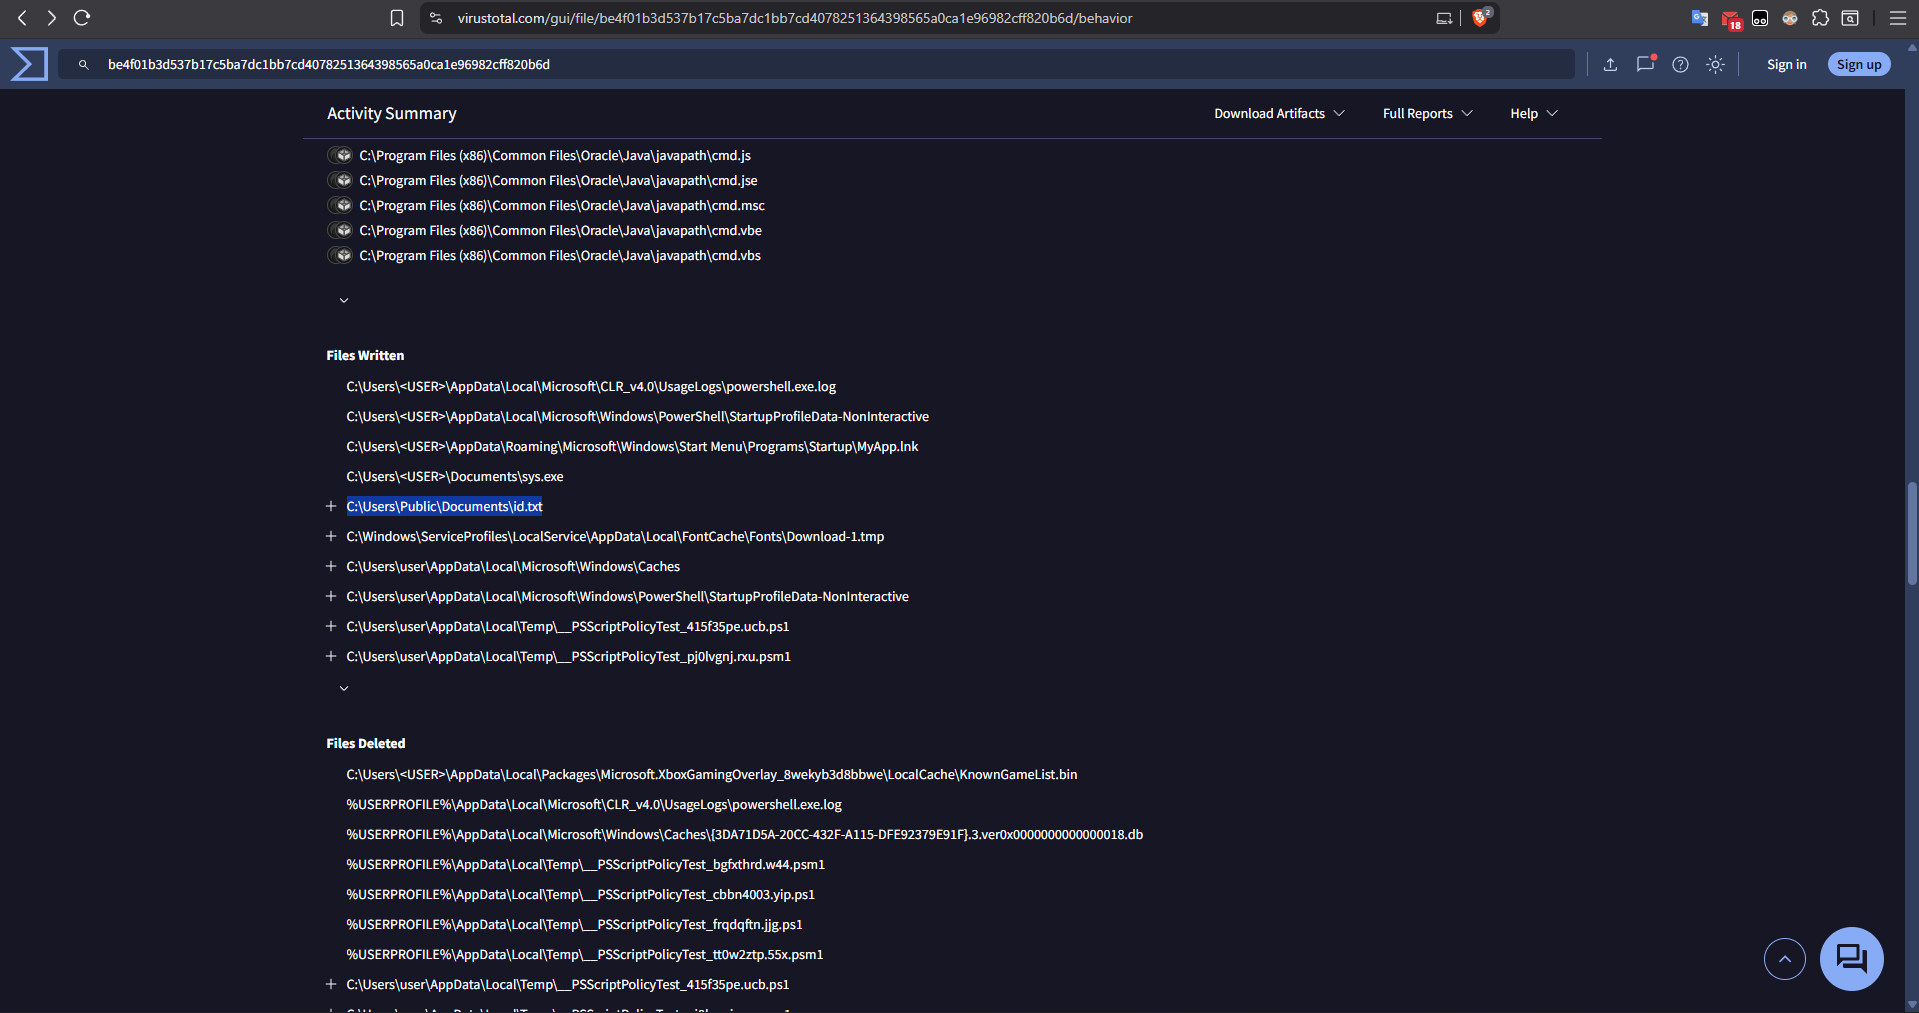 virustotal.com/gui/file/be4f01b3d537b17c5ba7dc1bb7cd4078251364398565a0ca1e96982cff820b6d/behavior
2
18
be4f01b3d537b17c5ba7dc1bb7cd4078251364398565a0ca1e96982cff820b6d
Sign in
Sign up
Activity Summary
Download Artifacts
Full Reports
Help
C:\Program Files (x86)\Common Files\Oracle\Java\javapath\cmd.js
C:\Program Files (x86)\Common Files\Oracle\Java\javapath\cmd.jse
C:\Program Files (x86)\Common Files\Oracle\Java\javapath\cmd.msc
C:\Program Files (x86)\Common Files\Oracle\Java\javapath\cmd.vbe
C:\Program Files (x86)\Common Files\Oracle\Java\javapath\cmd.vbs
Files Written
C:\Users\<USER>\AppData\Local\Microsoft\CLR_v4.0\UsageLogs\powershell.exe.log
C:\Users\<USER>\AppData\Local\Microsoft\Windows\PowerShell\StartupProfileData-NonInteractive
C:\Users\<USER>\AppData\Roaming\Microsoft\Windows\Start Menu\Programs\Startup\MyApp.lnk
C:\Users\<USER>\Documents\sys.exe
+ C:\Users\Public\Documents\id.txt
+ C:\Windows\ServiceProfiles\LocalService\AppData\Local\FontCache\Fonts\Download-1.tmp
+ C:\Users\user\AppData\Local\Microsoft\Windows\Caches
+ C:\Users\user\AppData\Local\Microsoft\Windows\PowerShell\StartupProfileData-NonInteractive
+ C:\Users\user\AppData\Local\Temp\__PSScriptPolicyTest_415f35pe.ucb.ps1
+ C:\Users\user\AppData\Local\Temp\__PSScriptPolicyTest_pj0lvgnj.rxu.psm1
Files Deleted
C:\Users\<USER>\AppData\Local\Packages\Microsoft.XboxGamingOverlay_8wekyb3d8bbwe\LocalCache\KnownGameList.bin
%USERPROFILE%\AppData\Local\Microsoft\CLR_v4.0\UsageLogs\powershell.exe.log
%USERPROFILE%\AppData\Local\Microsoft\Windows\Caches\{3DA71D5A-20CC-432F-A115-DFE92379E91F}.3.ver0x0000000000000018.db
%USERPROFILE%\AppData\Local\Temp\__PSScriptPolicyTest_bgfxthrd.w44.psm1
%USERPROFILE%\AppData\Local\Temp\__PSScriptPolicyTest_cbbn4003.yip.ps1
%USERPROFILE%\AppData\Local\Temp\__PSScriptPolicyTest_frqdqftn.jjg.ps1
%USERPROFILE%\AppData\Local\Temp\__PSScriptPolicyTest_tt0w2ztp.55x.psm1
+ C:\Users\user\AppData\Local\Temp\__PSScriptPolicyTest_415f35pe.ucb.ps1